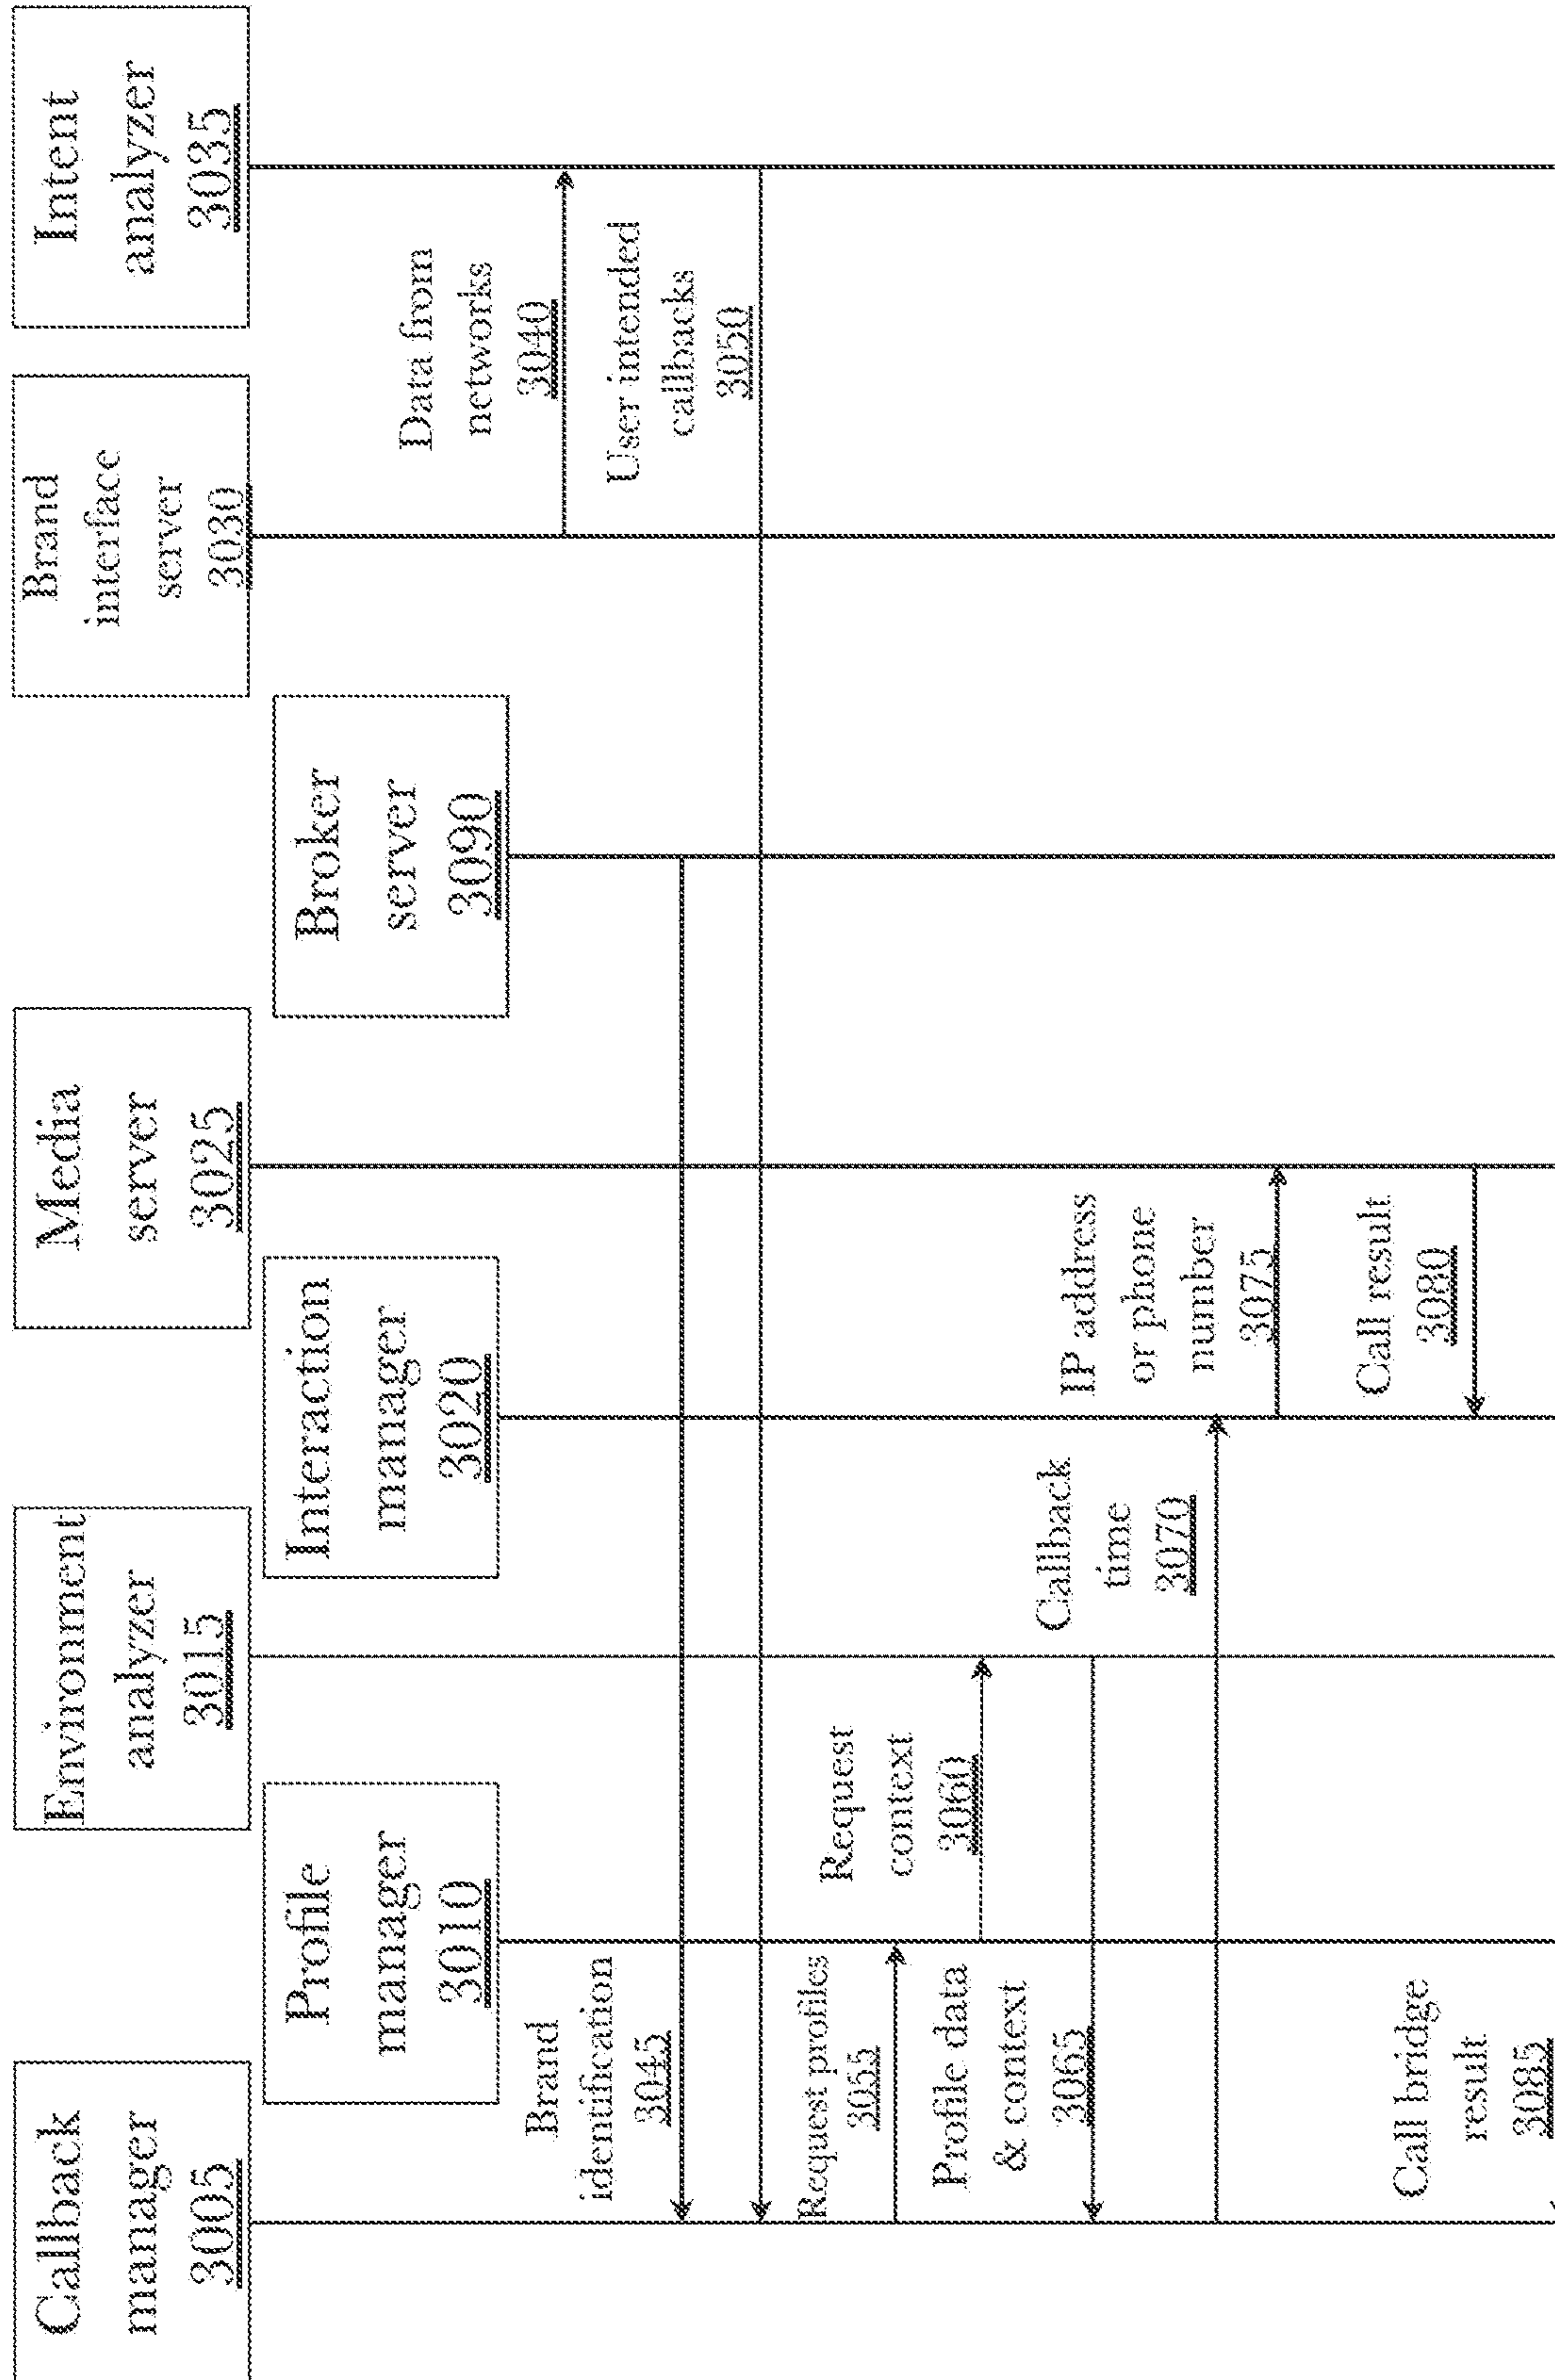 Callback
manager
3005
Profile
manager
3010
Environment
analyzer
3015
Interaction
manager
3020
Media
server
3025
Broker
server
3090
Brand
interface
server
3030
Intent
analyzer
3035
Data from
networks
3040
Brand
identification
3045
User intended
callbacks
3050
Request profiles
3055
Request
context
3060
Profile data
& context
3065
Callback
time
3070
IP address
or phone
number
3075
Call result
3080
Call bridge
result
3085